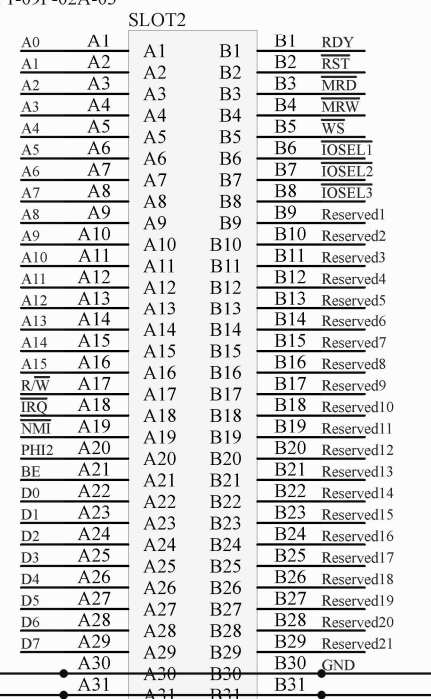 SLOT2
A0 A1 A1 B1 B1 RDY
A1 A2 A2 B2 B2 RST
A2 A3 A3 B3 B3 MRD
A3 A4 A4 B4 B4 MRW
A4 A5 A5 B5 B5 WS
A5 A6 A6 B6 B6 IOSEL1
A6 A7 A7 B7 B7 IOSEL2
A7 A8 A8 B8 B8 IOSEL3
A8 A9 A9 B9 B9 Reserved1
A9 A10 A10 B10 B10 Reserved2
A10 A11 A11 B11 B11 Reserved3
A11 A12 A12 B12 B12 Reserved4
A12 A13 A13 B13 B13 Reserved5
A13 A14 A14 B14 B14 Reserved6
A14 A15 A15 B15 B15 Reserved7
A15 A16 A16 B16 B16 Reserved8
R/W A17 A17 B17 B17 Reserved9
IRQ A18 A18 B18 B18 Reserved10
NMI A19 A19 B19 B19 Reserved11
PHI2 A20 A20 B20 B20 Reserved12
BE A21 A21 B21 B21 Reserved13
D0 A22 A22 B22 B22 Reserved14
D1 A23 A23 B23 B23 Reserved15
D2 A24 A24 B24 B24 Reserved16
D3 A25 A25 B25 B25 Reserved17
D4 A26 A26 B26 B26 Reserved18
D5 A27 A27 B27 B27 Reserved19
D6 A28 A28 B28 B28 Reserved20
D7 A29 A29 B29 B29 Reserved21
A30 A30 B30 B30 GND
A31 A31 B31 B31